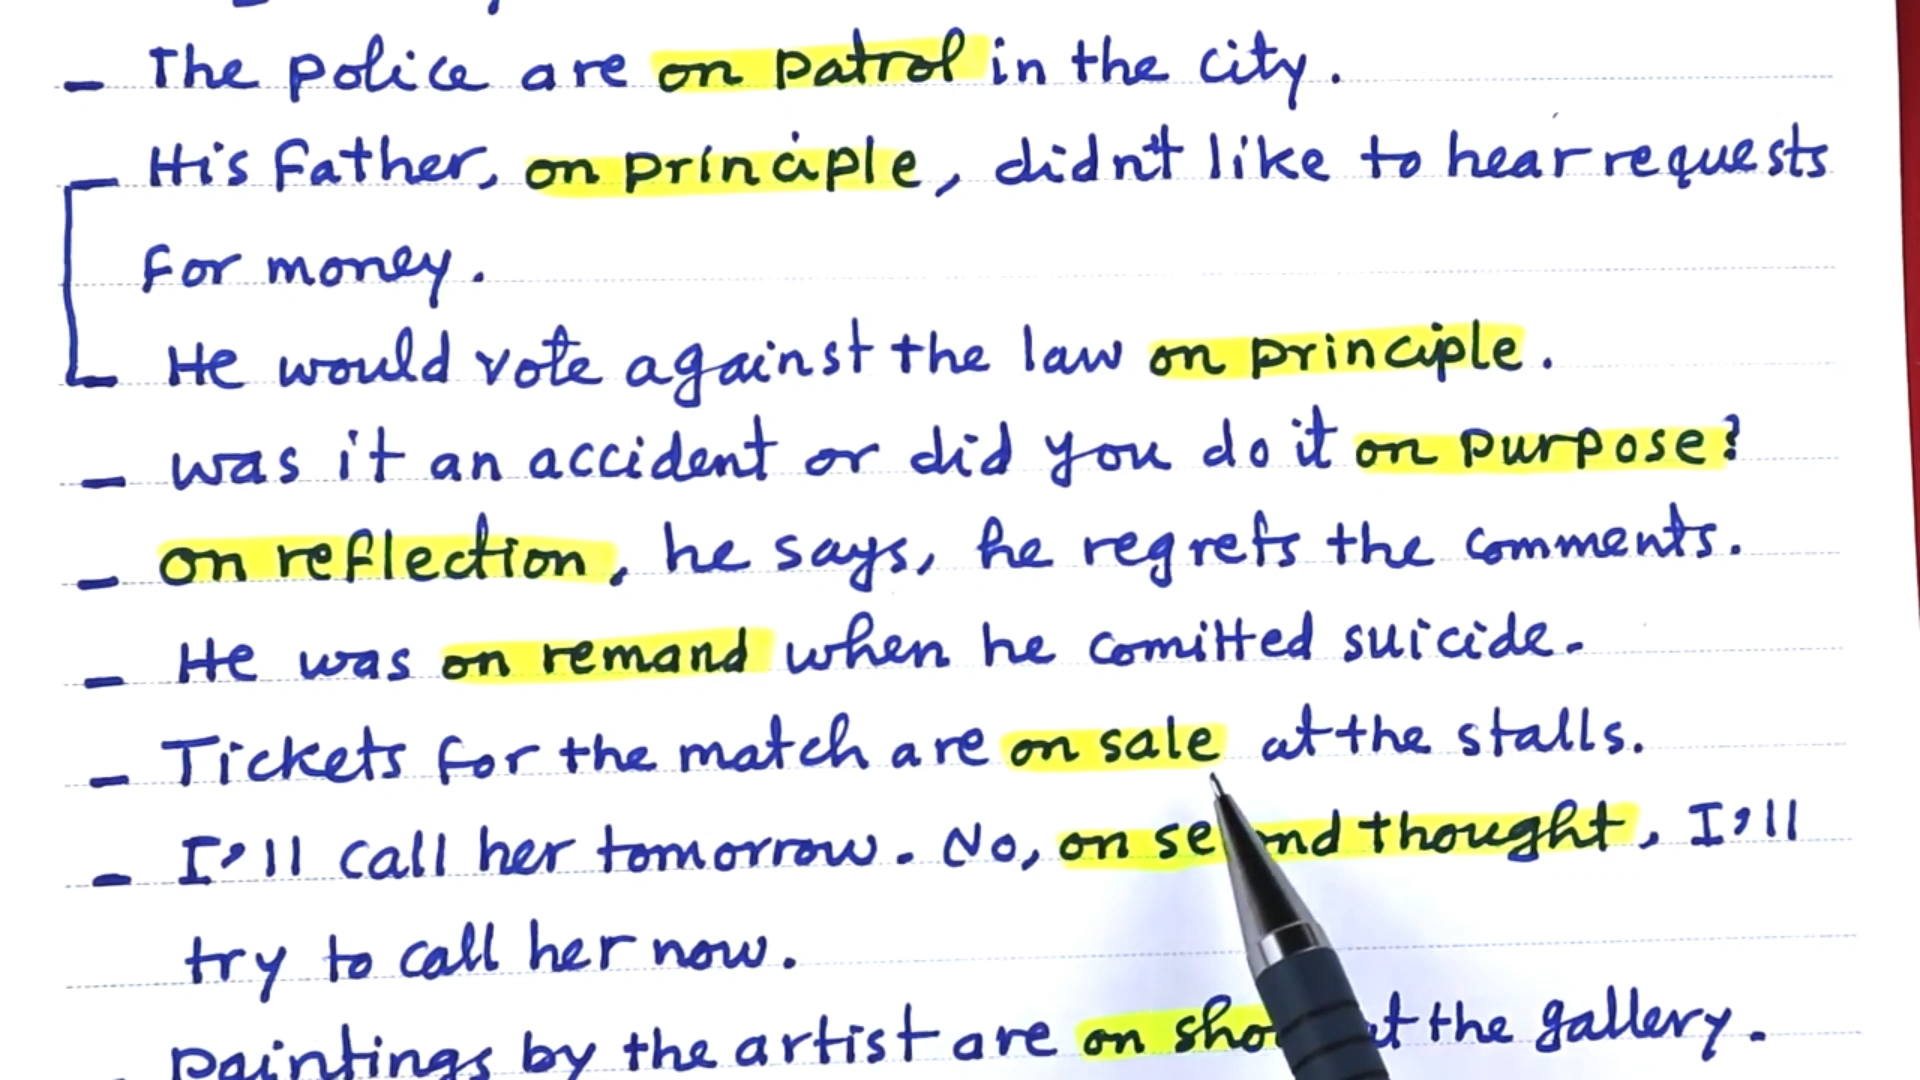 - The police are on patrol in the city.
- His father, on principle, didn't like to hear requests
for money.
- He would vote against the law on principle.
- was it an accident or did you do it on purpose?
- on reflection, he says, he regrets the comments.
- He was on remand when he comitted suicide.
- Tickets for the match are on sale at the stalls.
- I'll call her tomorrow. No, on thought, I'll
try to call her now.
- paintings by the artist are on the gallery.